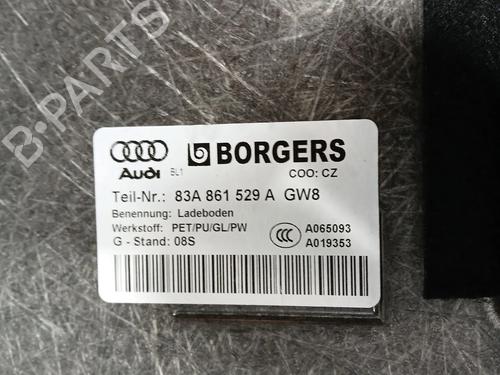 B-PARTS
Audi BL1 BORGERS
COO: CZ
Teil-Nr.: 83A 861 529 A GW8
Benennung: Ladeboden
Werkstoff: PET/PU/GL/PW
G - Stand: 08S
CCC
A065093
A019353